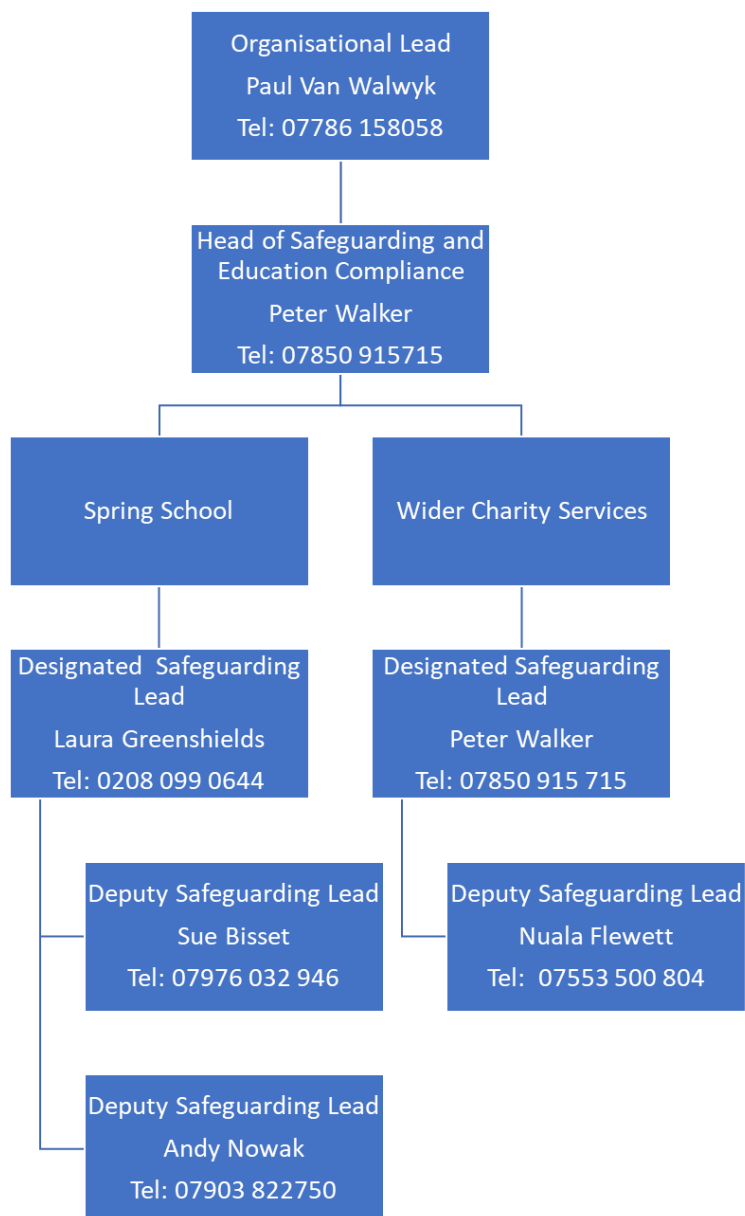 Organisational Lead
Paul Van Walwyk
Tel: 07786 158058
Head of Safeguarding and
Education Compliance
Peter Walker
Tel: 07850 915715
Spring School
Wider Charity Services
Designated  Safeguarding
Lead
Laura Greenshields
Tel: 0208 099 0644
Designated Safeguarding
Lead
Peter Walker
Tel: 07850 915 715
Deputy Safeguarding Lead
Sue Bisset
Tel: 07976 032 946
Deputy Safeguarding Lead
Nuala Flewett
Tel:  07553 500 804
Deputy Safeguarding Lead
Andy Nowak
Tel: 07903 822750